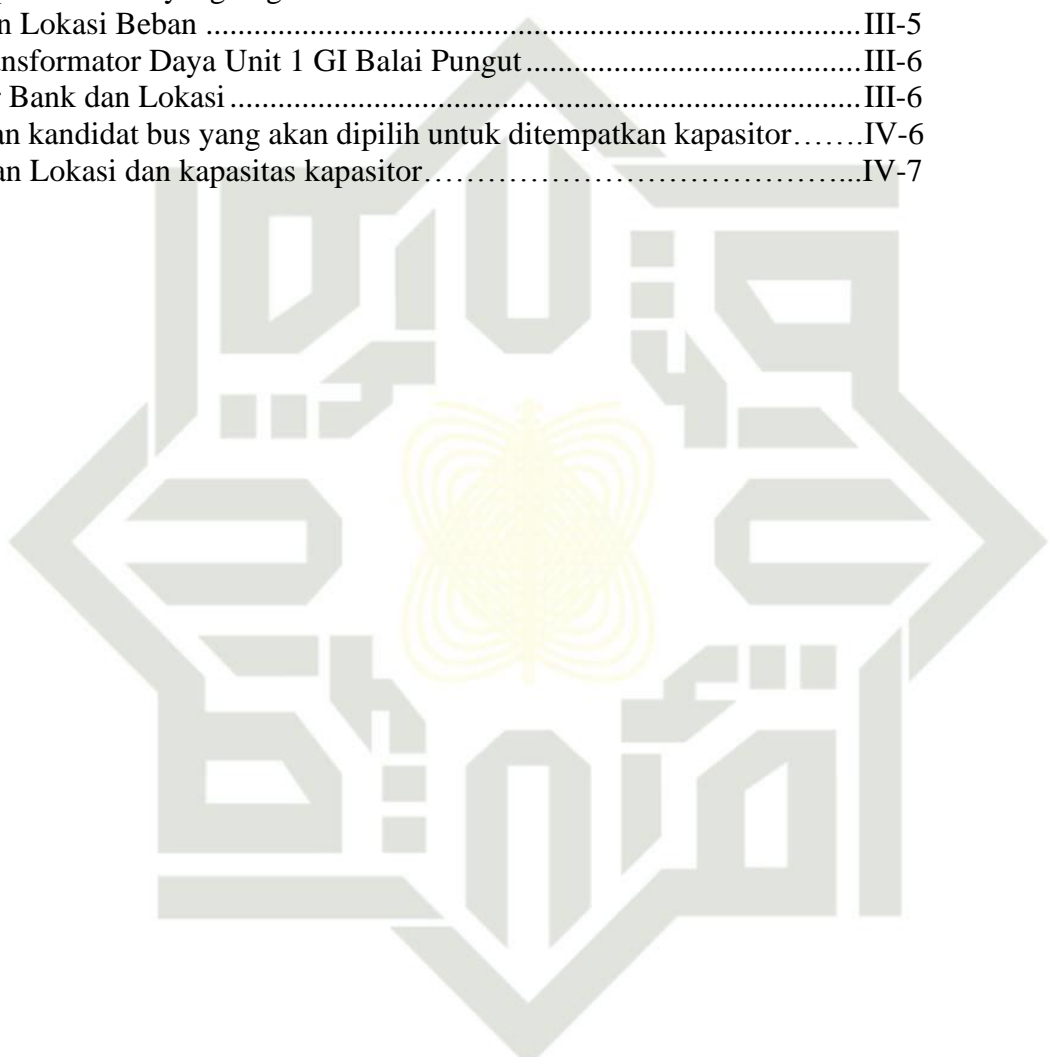 n Lokasi Beban ....................................................................................III-5
nsformator Daya Unit 1 GI Balai Pungut...........................................III-6
r Bank dan Lokasi.................................................................................III-6
an kandidat bus yang akan dipilih untuk ditempatkan kapasitor…….IV-6
an Lokasi dan kapasitas kapasitor…………………………………...IV-7